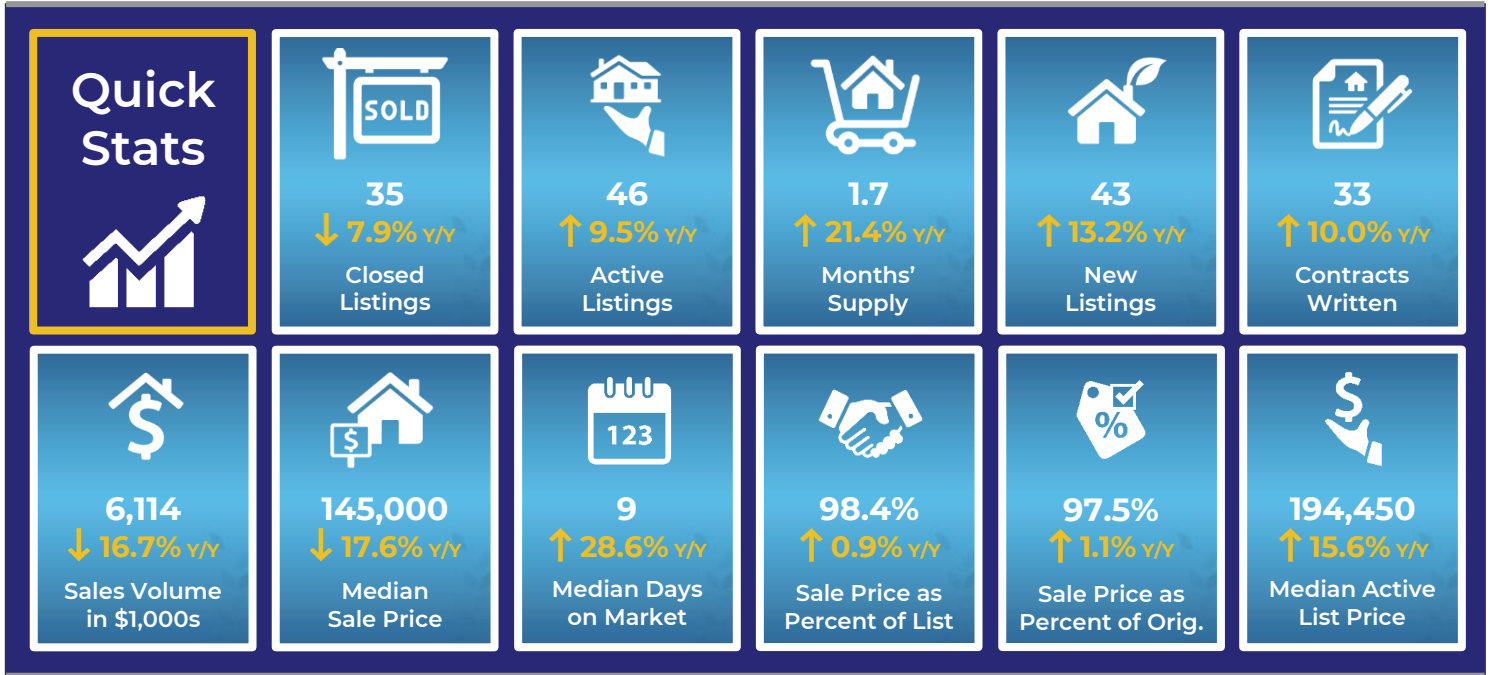 Quick
Stats
SOLD
35
↓ 7.9% Y/Y
Closed
Listings
46
↑ 9.5% Y/Y
Active
Listings
1.7
↑ 21.4% Y/Y
Months’
Supply
43
↑ 13.2% Y/Y
New
Listings
33
↑ 10.0% Y/Y
Contracts
Written
$
6,114
↓ 16.7% Y/Y
Sales Volume
in $1,000s
$
145,000
↓ 17.6% Y/Y
Median
Sale Price
123
9
↑ 28.6% Y/Y
Median Days
on Market
98.4%
↑ 0.9% Y/Y
Sale Price as
Percent of List
%
97.5%
↑ 1.1% Y/Y
Sale Price as
Percent of Orig.
$
194,450
↑ 15.6% Y/Y
Median Active
List Price